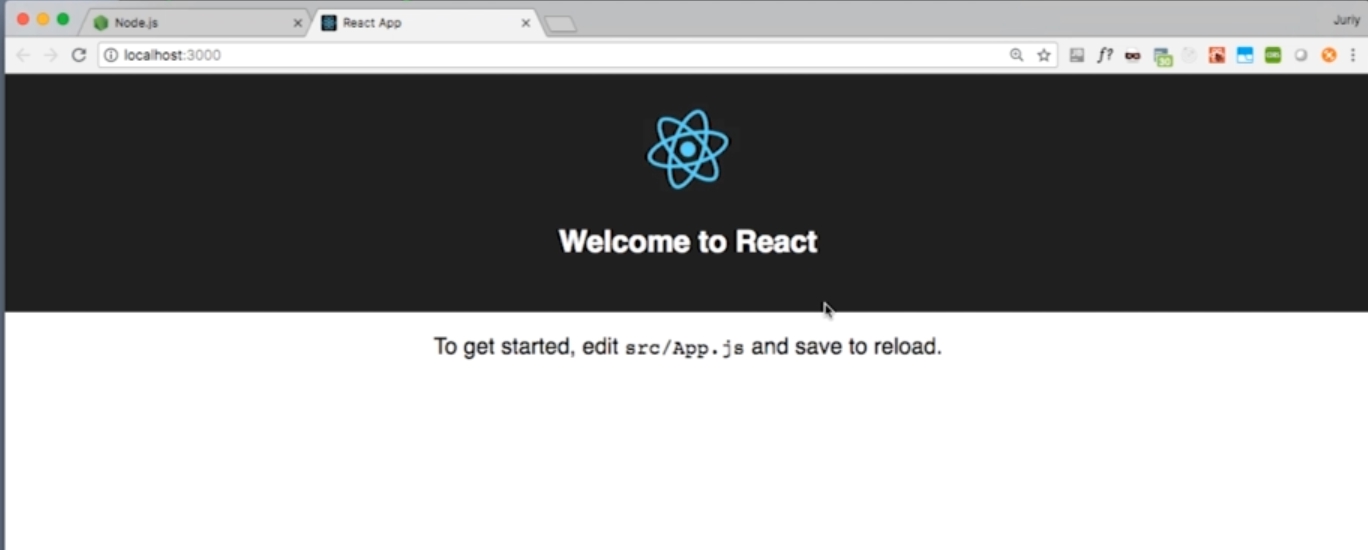 Node.js
React App
Juriy
localhost:3000
f?
Welcome to React
To get started, edit src/App.js and save to reload.